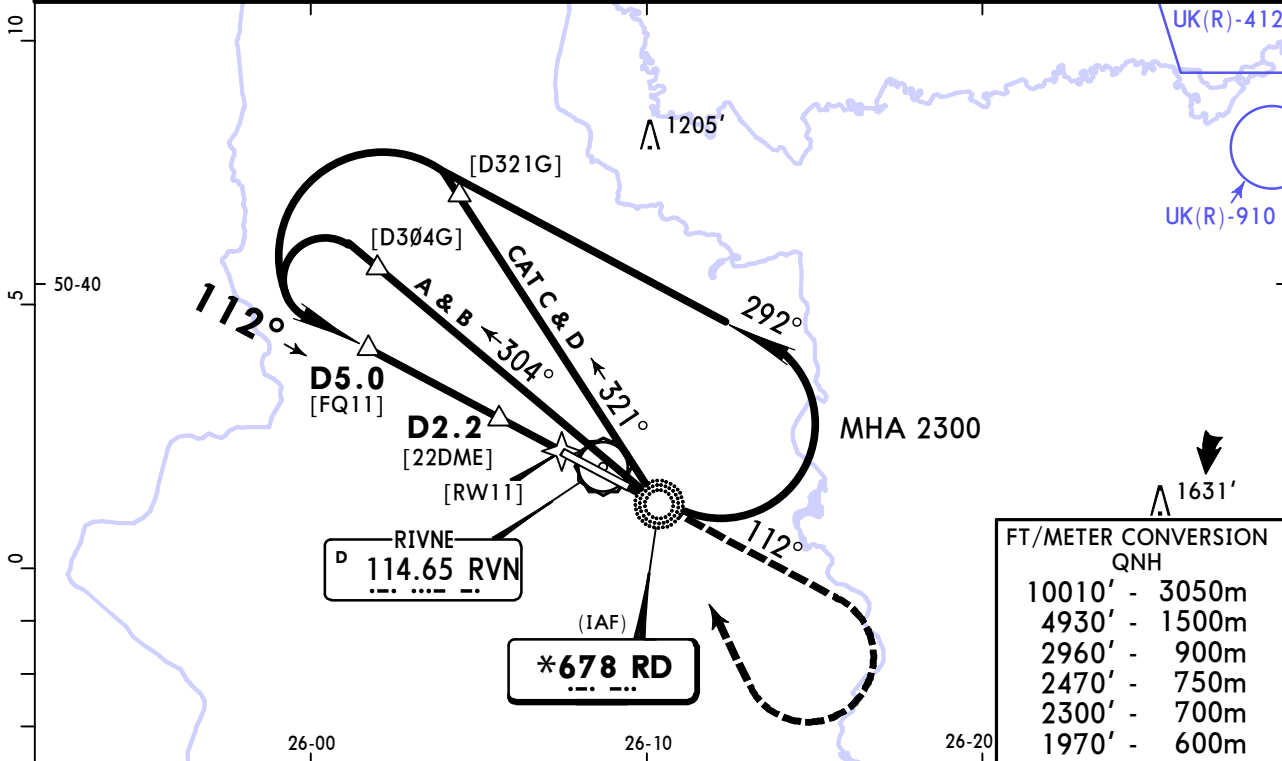 10
UK(R)-412
1205'
[D321G]
UK(R)-910
[D3Ø4G]
5
50-40
CAT C & D
A & B
292°
112°
304°
321°
D5.0
[FQ11]
D2.2
MHA 2300
[22DME]
[RW11]
1631'
112°
RIVNE
D 114.65 RVN
0
(IAF)
*678 RD
FT/METER CONVERSION
QNH
10010' - 3050m
4930' - 1500m
2960' - 900m
2470' - 750m
2300' - 700m
1970' - 600m
26-00
26-10
26-20